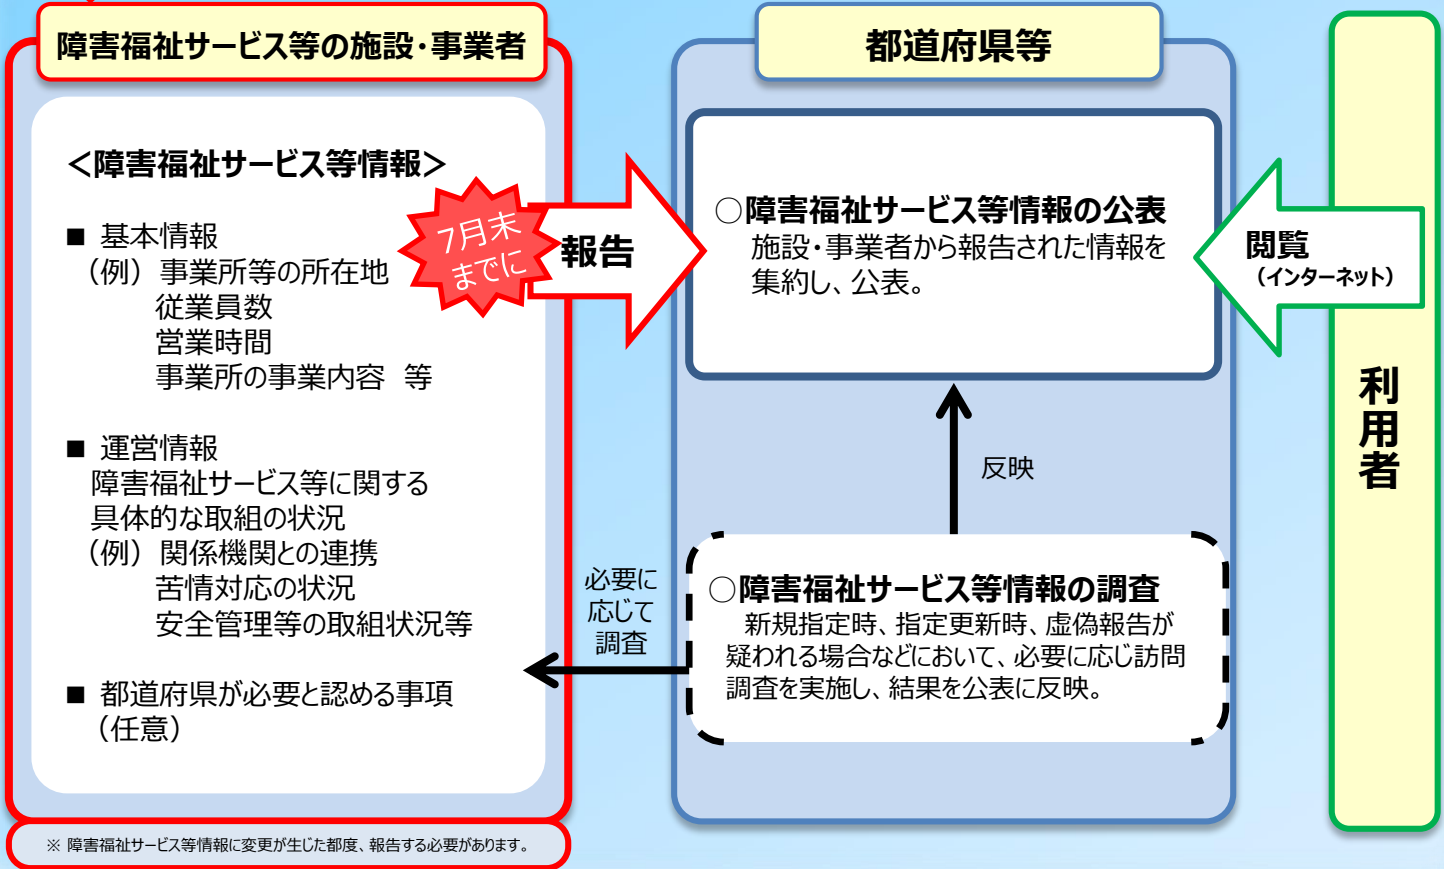 障害福祉サービス等の施設・事業者
<障害福祉サービス等情報>
■ 基本情報
（例）事業所等の所在地
従業員数
営業時間
事業所の事業内容 等
■ 運営情報
障害福祉サービス等に関する
具体的な取組の状況
（例）関係機関との連携
苦情対応の状況
安全管理等の取組状況等
■ 都道府県が必要と認める事項
（任意）
※ 障害福祉サービス等情報に変更が生じた都度、報告する必要があります。
7月末
までに
報告
必要に
応じて
調査
都道府県等
○障害福祉サービス等情報の公表
施設・事業者から報告された情報を
集約し、公表。
反映
○障害福祉サービス等情報の調査
新規指定時、指定更新時、虚偽報告が
疑われる場合などにおいて、必要に応じ訪問
調査を実施し、結果を公表に反映。
閲覧
（インターネット）
利用者